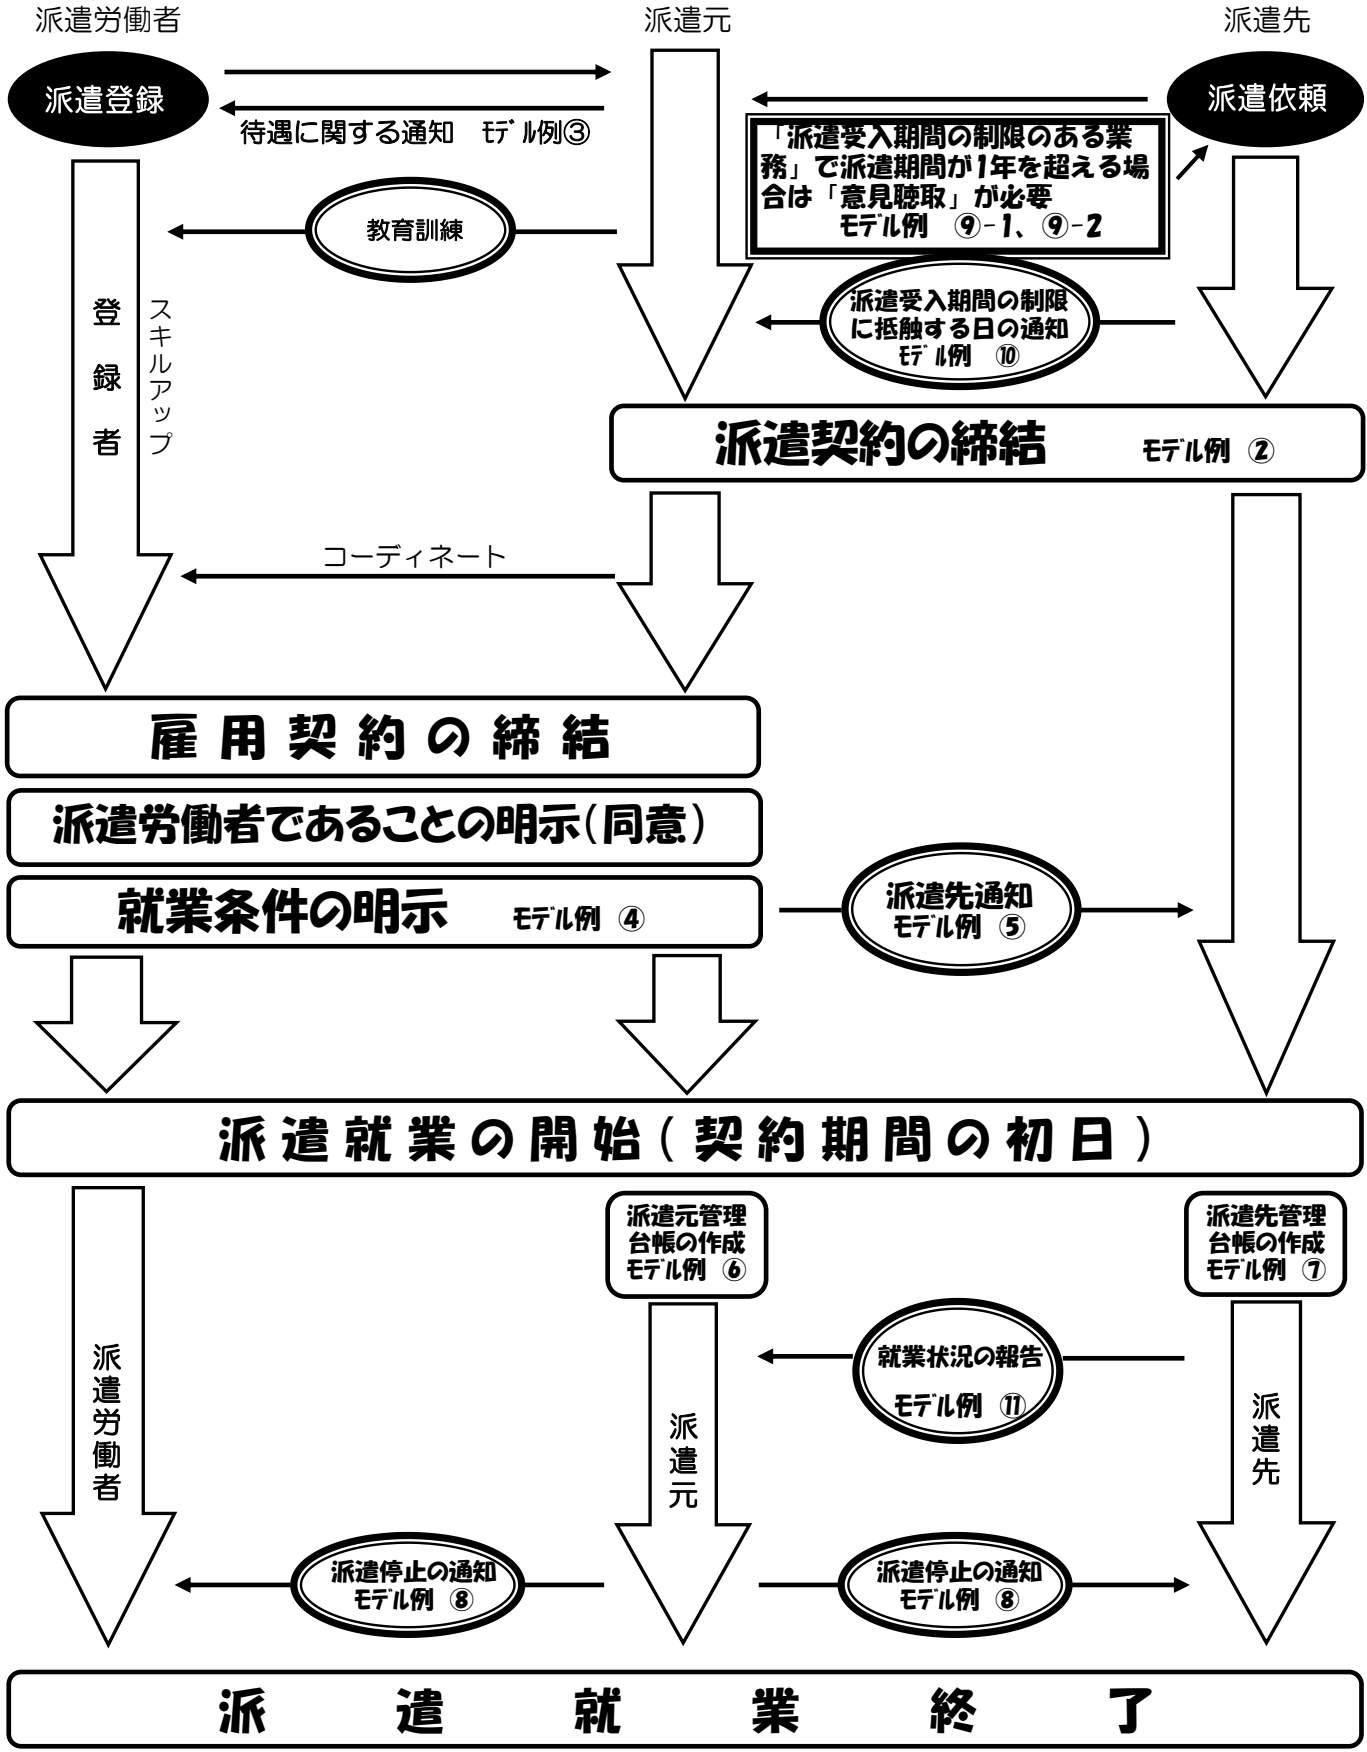 派遣労働者
派遣元
派遣先
派遣登録
派遣依頼
待遇に関する通知　ﾓﾃﾞﾙ例③
「派遣受入期間の制限のある業
務」で派遣期間が1年を超える場
合は「意見聴取」が必要
ﾓﾃﾞﾙ例　⑨-1、⑨-2
教育訓練
派遣受入期間の制限
に抵触する日の通知
ﾓﾃﾞﾙ例　⑩
登録者
スキルアップ
派遣契約の締結　ﾓﾃﾞﾙ例　②
コーディネート
雇用契約の締結
派遣労働者であることの明示(同意)
就業条件の明示　ﾓﾃﾞﾙ例　④
派遣先通知
ﾓﾃﾞﾙ例　⑤
派遣就業の開始(契約期間の初日)
派遣元管理
台帳の作成
ﾓﾃﾞﾙ例　⑥
派遣先管理
台帳の作成
ﾓﾃﾞﾙ例　⑦
就業状況の報告
ﾓﾃﾞﾙ例　⑪
派遣労働者
派遣元
派遣先
派遣停止の通知
ﾓﾃﾞﾙ例　⑧
派遣停止の通知
ﾓﾃﾞﾙ例　⑧
派遣就業終了